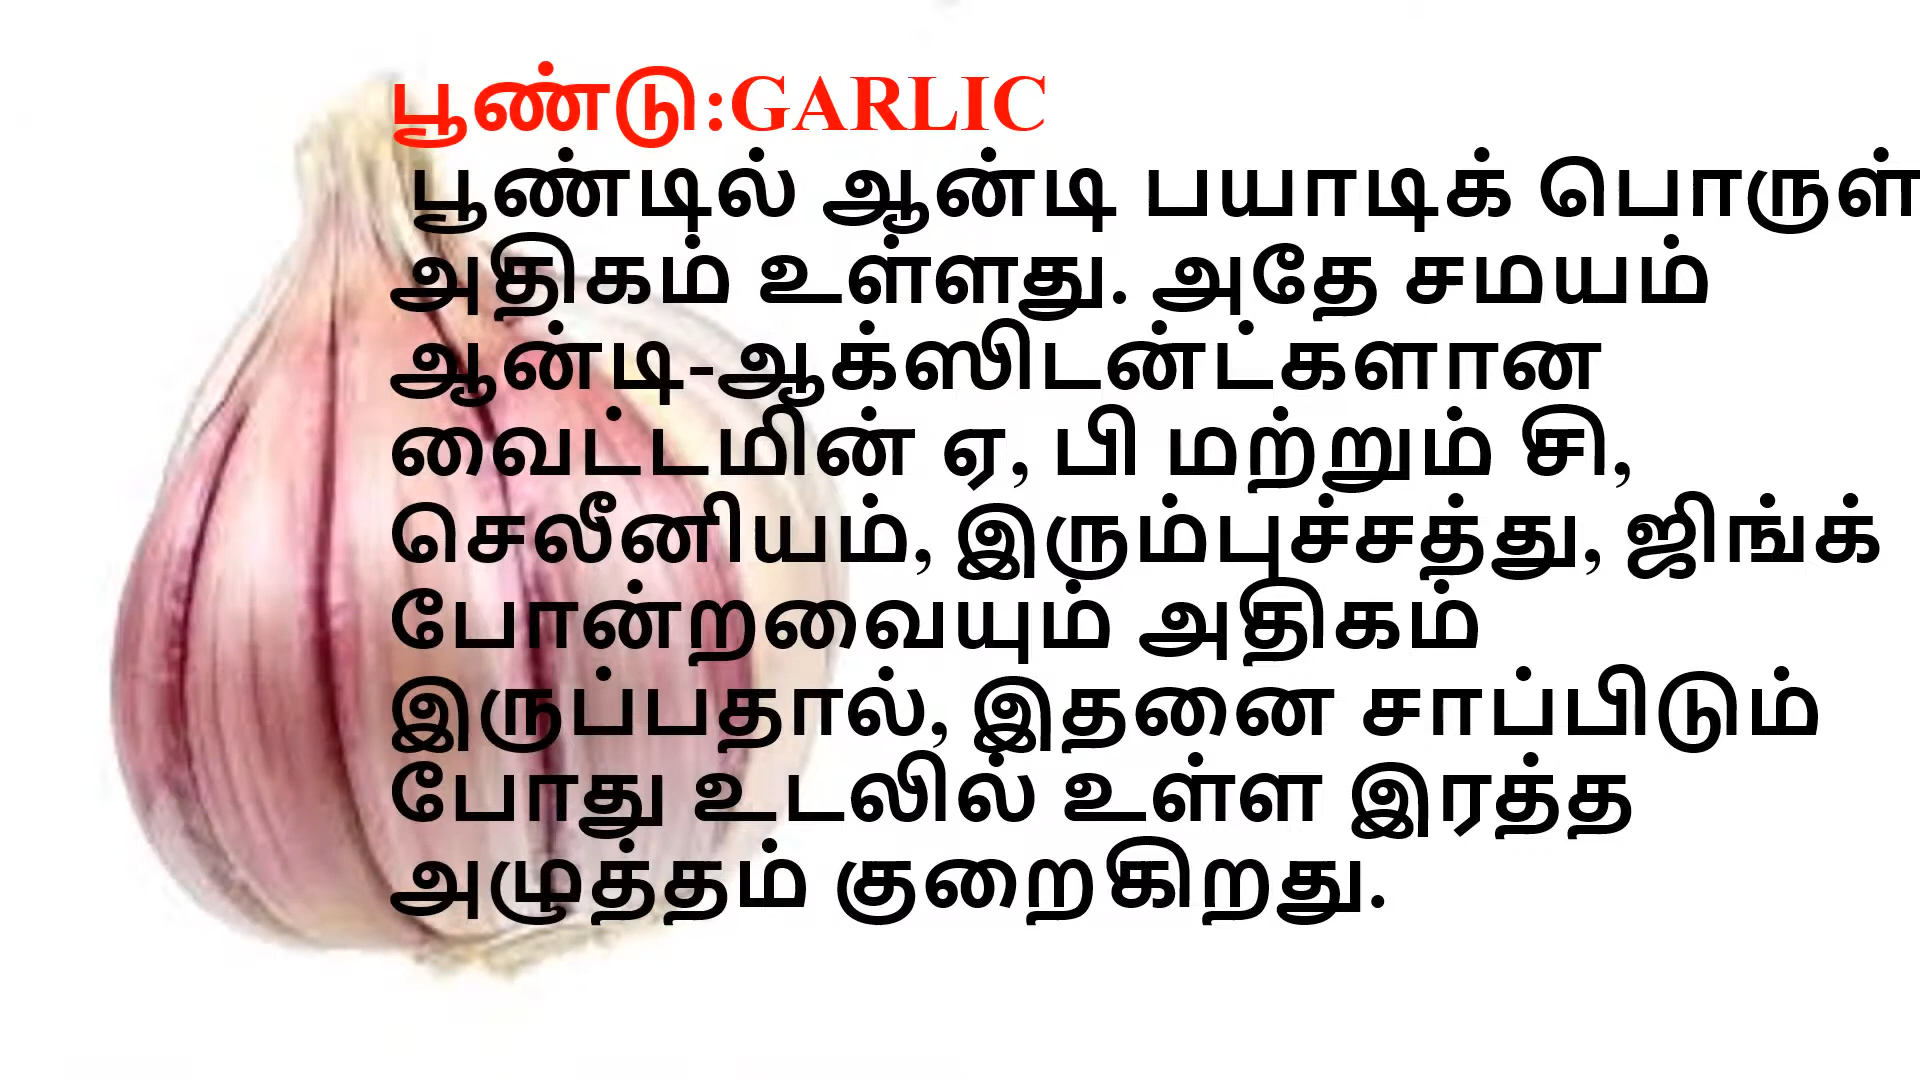 பூண்டு:GARLIC
பூண்டில் ஆன்டி பயாடிக் பொருள்
அதிகம் உள்ளது. அதே சமயம்
ஆன்டி-ஆக்ஸிடன்ட்களான
வைட்டமின் ஏ, பி மற்றும் சி,
செலீனியம், இரும்புச்சத்து, ஜிங்க்
போன்றவையும் அதிகம்
இருப்பதால், இதனை சாப்பிடும்
போது உடலில் உள்ள இரத்த
அழுத்தம் குறைகிறது.